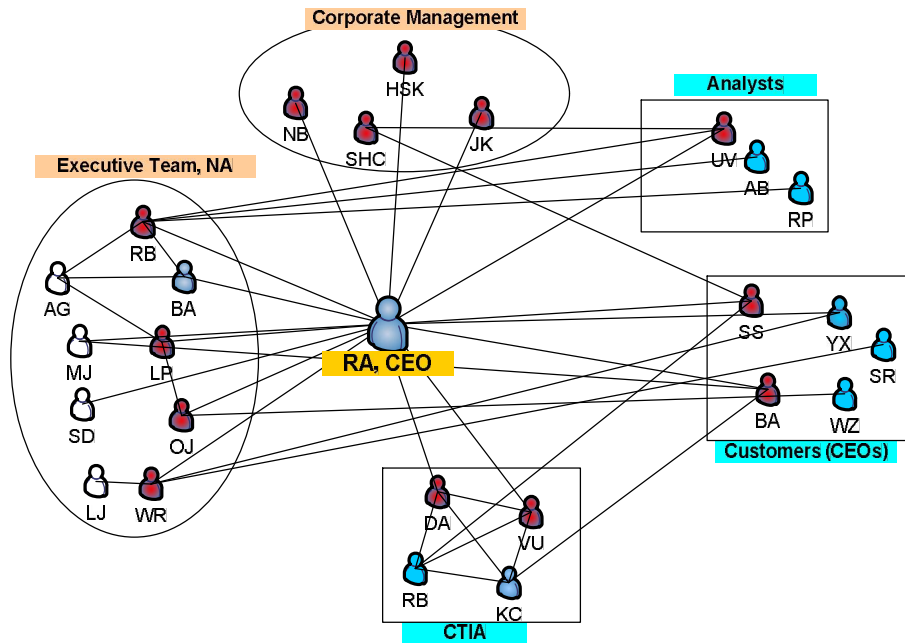 Corporate Management
HSK
NB
SHC
JK
Analysts
UV
AB
RP
Executive Team, NA
RB
AG
BA
MJ
LP
SD
OJ
LJ
WR
RA, CEO
SS
YX
SR
BA
WZ
Customers (CEOs)
DA
VU
RB
KC
CTIA